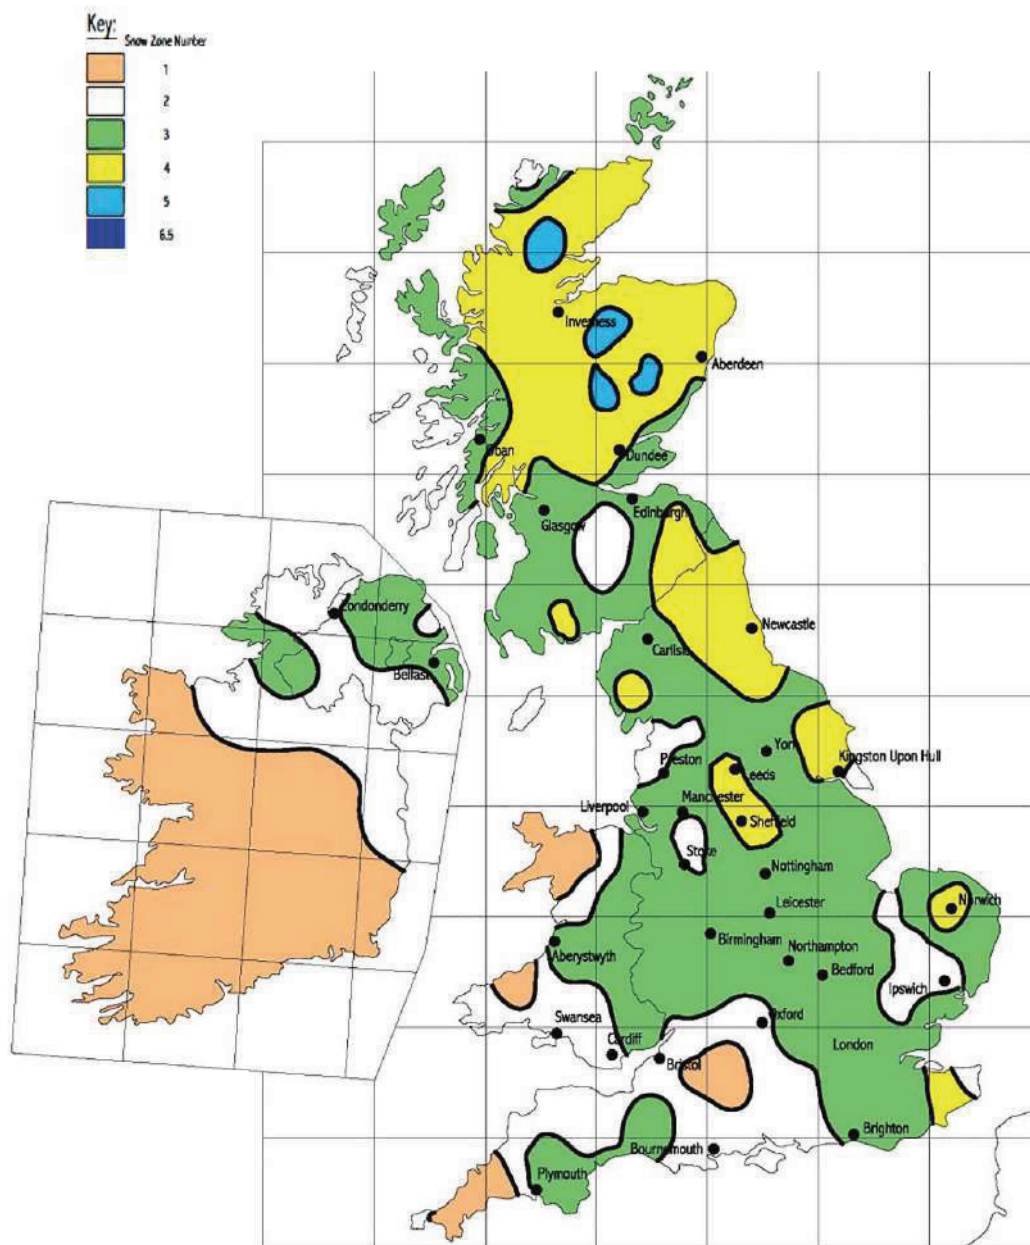 Key:
Snow Zone Number
1
2
3
4
5
6.5
Inverness
Aberdeen
Oban
Dundee
Glasgow
Edinburgh
Londonderry
Newcastle
Carlisle
Belfast
York
Kingston Upon Hull
Preston
Leeds
Liverpool
Manchester
Sheffield
Stoke
Nottingham
Norwich
Leicester
Birmingham
Northampton
Aberystwyth
Bedford
Ipswich
Swansea
Oxford
Cardiff
London
Bristol
Brighton
Bournemouth
Plymouth